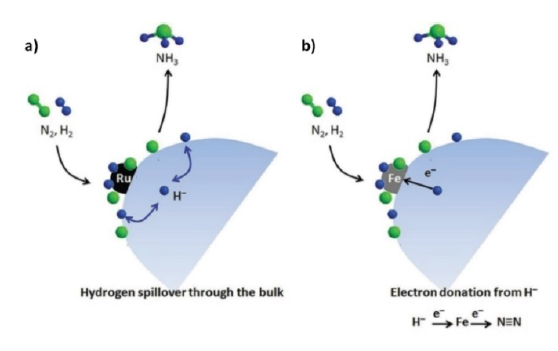 a)
NH₃
N₂, H₂
Ru
H⁻
Hydrogen spillover through the bulk
b)
NH₃
N₂, H₂
Fe
e⁻
Electron donation from H⁻
H⁻ e⁻→ Fe e⁻→ N≡N